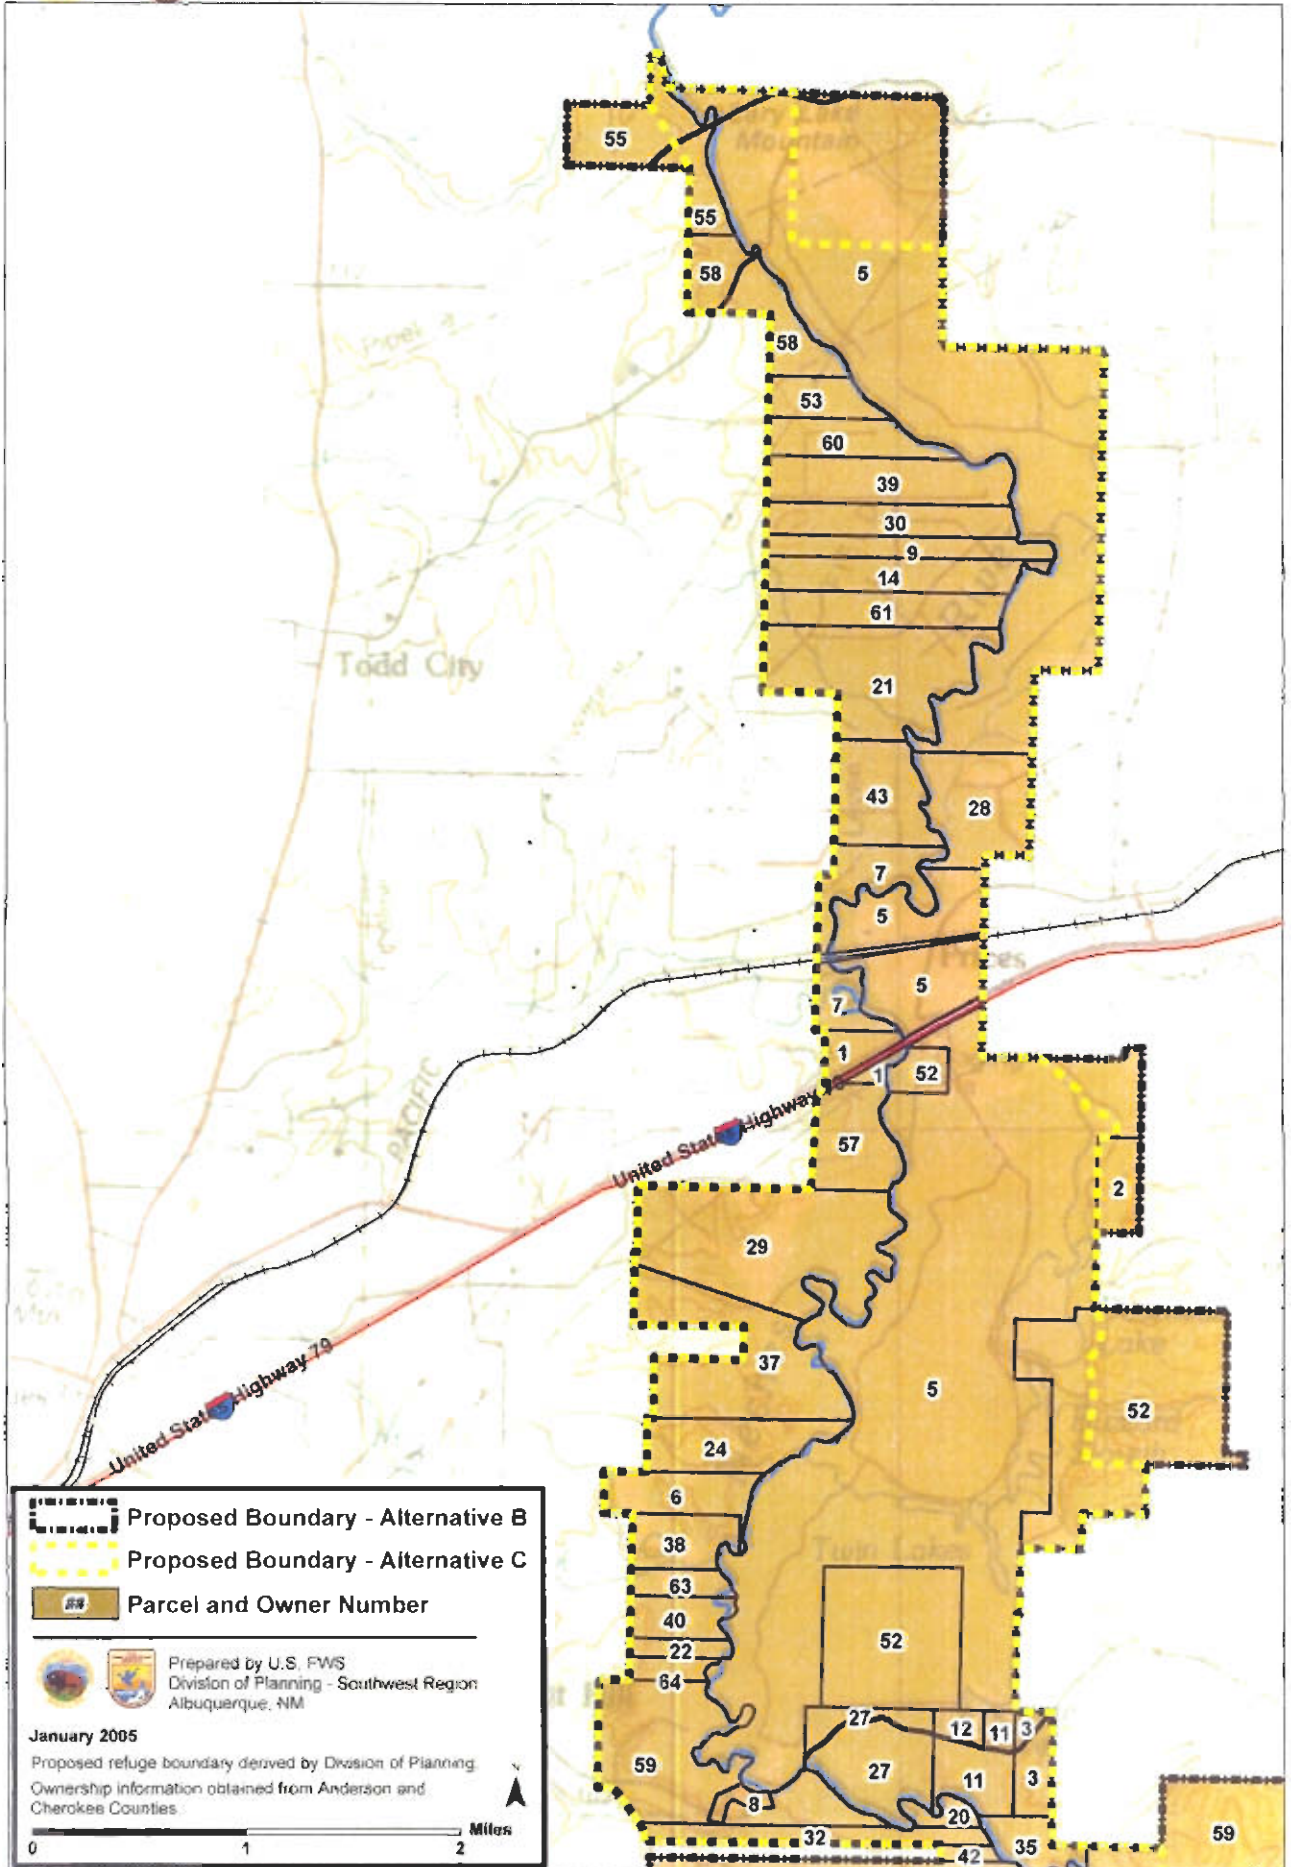 Mountain
55
55
58
5
58
53
60
39
30
9
14
61
River
Todd City
21
43
28
7
5
Prices
5
7
1
1
52
PACIFIC
United States Highway
57
2
29
37
Lake
5
52
United States Highway 79
24
6
38
Twin Lakes
63
40
52
22
64
27
12
11
3
59
27
11
3
8
20
32
35
42
59
Proposed Boundary - Alternative B
Proposed Boundary - Alternative C
## Parcel and Owner Number
Prepared by U.S. FWS
Division of Planning - Southwest Region
Albuquerque, NM
January 2005
Proposed refuge boundary derived by Division of Planning.
Ownership information obtained from Anderson and
Cherokee Counties
0 1 2 Miles